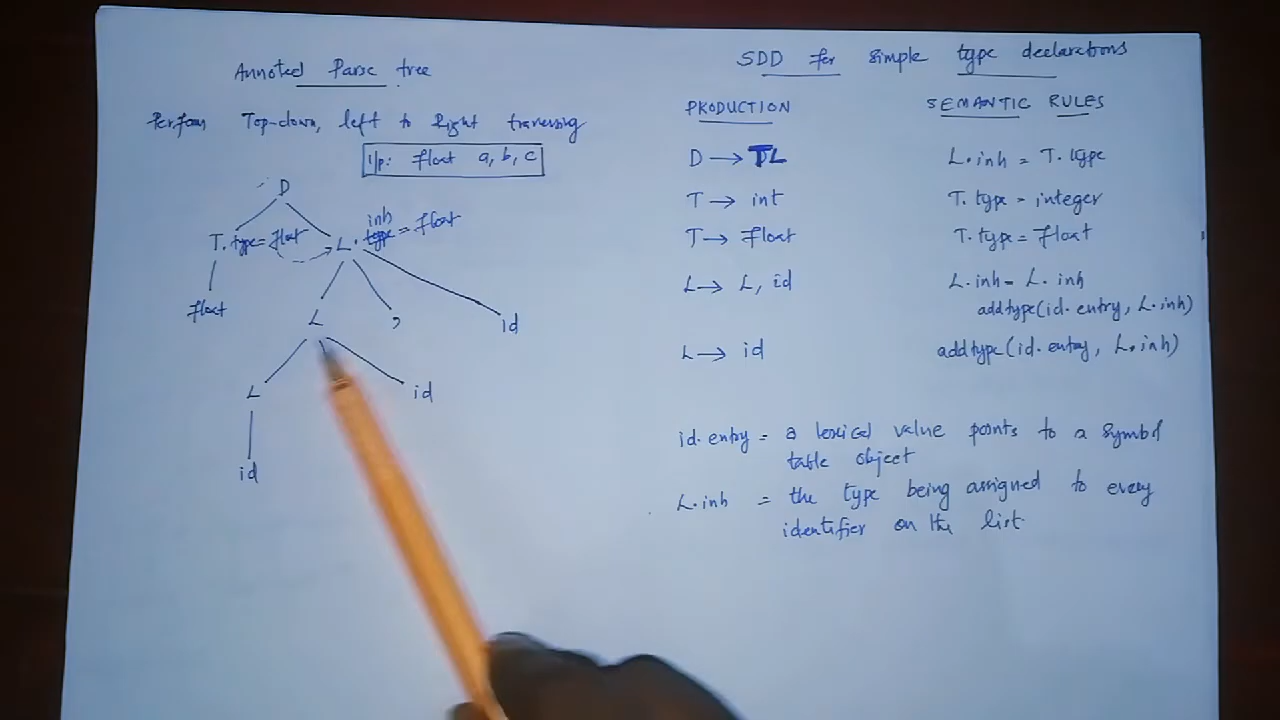 Annoted Parse tree
Perform Top-down, left to Right traversing
I/p: float a, b, c
D
T. type = float L. inh type = float
float
L , id
L id
id
SDD for simple type declarations
PRODUCTION SEMANTIC RULES
D → TL L.inh = T.type
T → int T.type = integer
T → float T.type = float
L → L, id L.inh = L.inh
addtype(id.entry, L.inh)
L → id addtype(id.entry, L.inh)
id.entry = a lexical value points to a symbol
table object
L.inh = the type being assigned to every
identifier on the list.